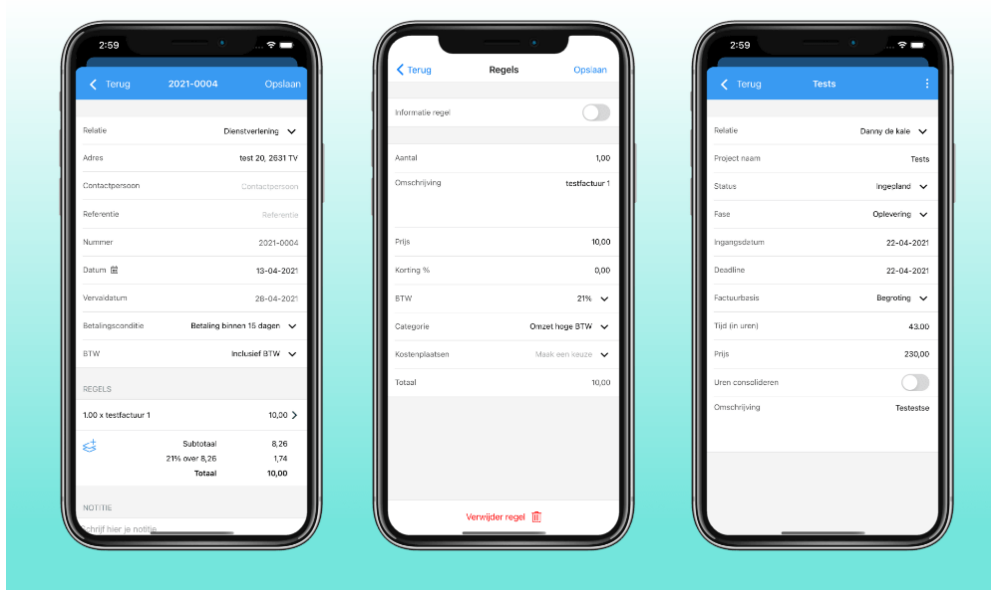 2:59
Terug 2021-0004 Opslaan
Relatie Dienstverlening
Adres test 20, 2631 TV
Contactpersoon Contactpersoon
Referentie Referentie
Nummer 2021-0004
Datum 13-04-2021
Vervaldatum 28-04-2021
Betalingsconditie Betaling binnen 15 dagen
BTW Inclusief BTW
REGELS
1.00 x testfactuur 1 10,00
Subtotaal 8,26
21% over 8,26 1,74
Totaal 10,00
NOTITIE
Schrijf hier je notitie
Terug Regels Opslaan
Informatie regel
Aantal 1,00
Omschrijving testfactuur 1
Prijs 10,00
Korting % 0,00
BTW 21%
Categorie Omzet hoge BTW
Kostenplaatsen Maak een keuze
Totaal 10,00
Verwijder regel
2:59
Terug Tests
Relatie Danny de kale
Project naam Tests
Status Ingepland
Fase Oplevering
Ingangsdatum 22-04-2021
Deadline 22-04-2021
Factuurbasis Begroting
Tijd (in uren) 43.00
Prijs 230,00
Uren consolideren
Omschrijving Testestse